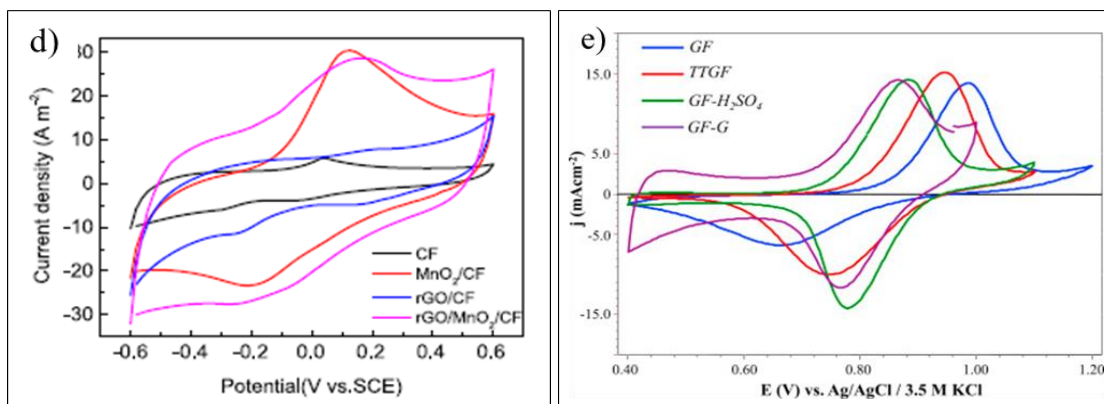 d)
30
20
10
0
-10
-20
-30
-0.6 -0.4 -0.2 0.0 0.2 0.4 0.6
Current density (A m⁻²)
Potential(V vs.SCE)
CF
MnO₂/CF
rGO/CF
rGO/MnO₂/CF
e)
GF
TTGF
GF-H₂SO₄
GF-G
15.0
5.0
0
-5.0
-15.0
j (mAcm⁻²)
0.40 0.60 0.80 1.00 1.20
E (V) vs. Ag/AgCl / 3.5 M KCl